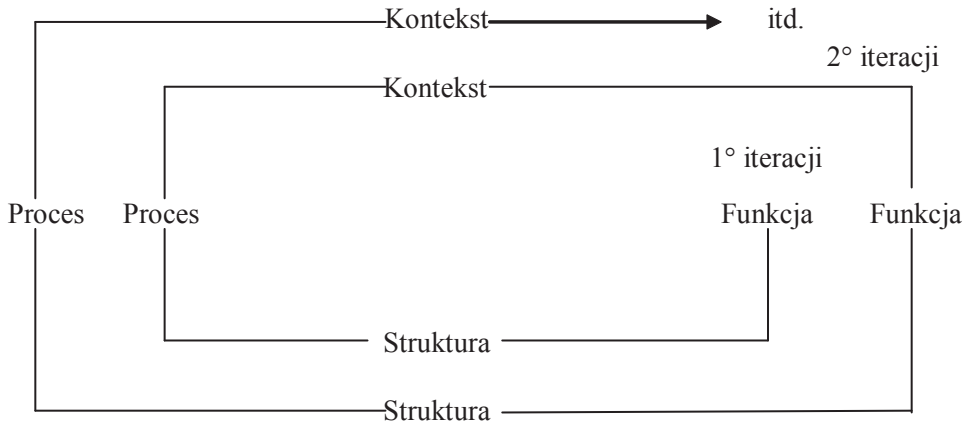 Kontekst itd.
2° iteracji
Kontekst
1° iteracji
Proces Proces Funkcja Funkcja
Struktura
Struktura